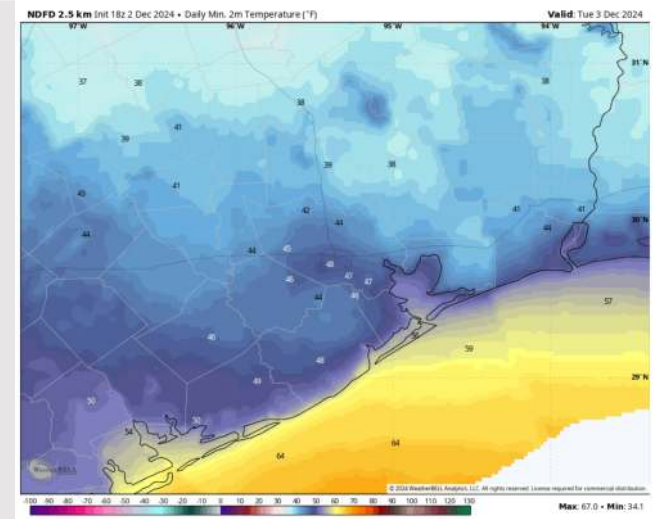 NDFD 2.5 km Init 18z 2 Dec 2024 • Daily Min. 2m Temperature (°F) Valid: Tue 3 Dec 2024
97°W 96°W 95°W 94°W
31°N
37 38 38
38
39 41
39 38
41
42 41 41
44 44 30°N
44 45
48
45 47 47
44
57
45
48 59
49 29°N
50
50
54
64
64
WeatherBELL
© 2024 WeatherBELL Analytics, LLC. All rights reserved. License required for commercial distribution.
-100 -90 -80 -70 -60 -50 -40 -30 -20 -10 0 10 20 30 40 50 60 70 80 90 100 110 120 130
Max: 67.0 • Min: 34.1